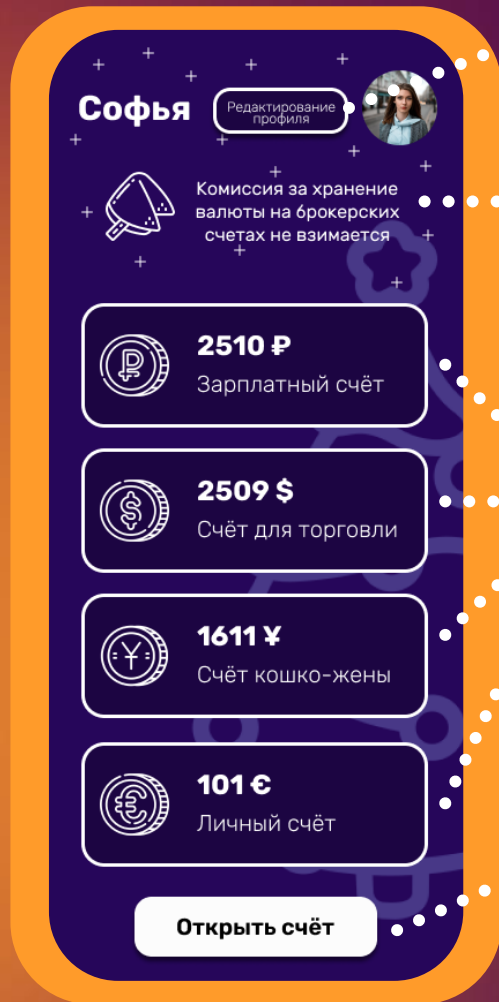 Софья
Редактирование
профиля
Комиссия за хранение
валюты на брокерских
счетах не взимается
2510 ₽
Зарплатный счёт
2509 $
Счёт для торговли
1611 ¥
Счёт кошко-жены
101 €
Личный счёт
Открыть счёт